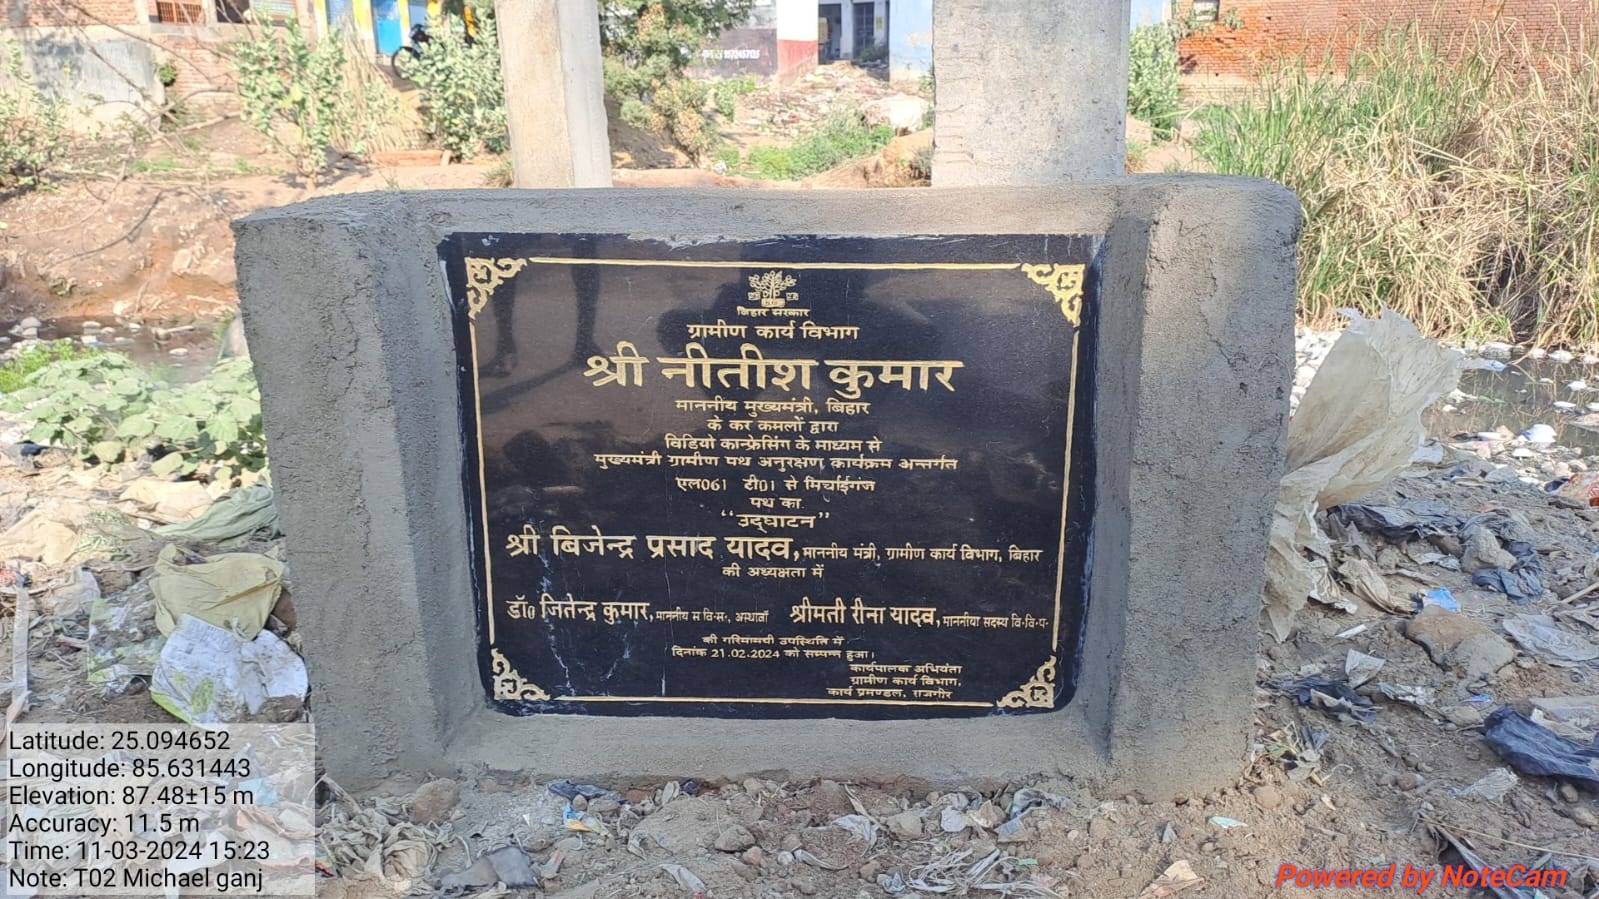 बिहार सरकार
ग्रामीण कार्य विभाग
श्री नीतीश कुमार
माननीय मुख्यमंत्री, बिहार
के कर कमलों द्वारा
विडियो कान्फ्रेसिंग के माध्यम से
मुख्यमंत्री ग्रामीण पथ अनुरक्षण कार्यक्रम अन्तर्गत
एल061 टी01 से मिर्चाईगंज
पथ का
“उद्घाटन”
श्री बिजेन्द्र प्रसाद यादव, माननीय मंत्री, ग्रामीण कार्य विभाग, बिहार
की अध्यक्षता में
डॉ0 जितेन्द्र कुमार, माननीय स॰वि॰स॰, अस्थावाँ श्रीमती रीना यादव, माननीया सदस्य वि॰वि॰प॰
की गरिमामयी उपस्थिति में
दिनांक 21.02.2024 को सम्पन्न हुआ।
कार्यपालक अभियंता
ग्रामीण कार्य विभाग,
कार्य प्रमण्डल, राजगीर
Latitude: 25.094652
Longitude: 85.631443
Elevation: 87.48±15 m
Accuracy: 11.5 m
Time: 11-03-2024 15:23
Note: T02 Michael ganj
Powered by NoteCam